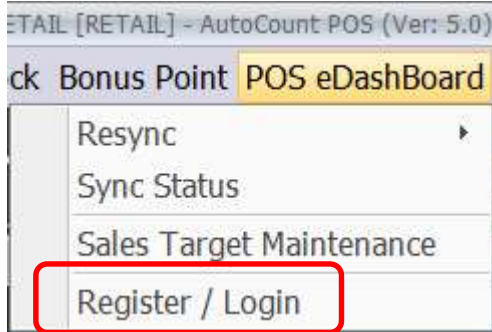 ETAIL [RETAIL] - AutoCount POS (Ver: 5.0)
ck Bonus Point POS eDashBoard
Resync
Sync Status
Sales Target Maintenance
Register / Login